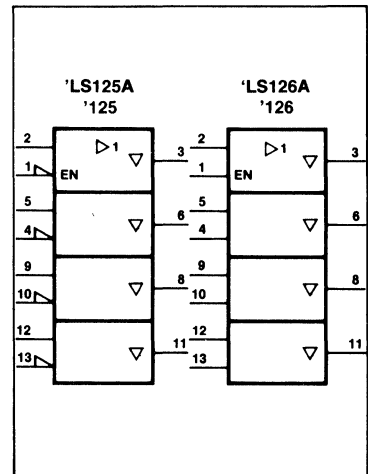 'LS125A 'LS126A
'125 '126
2 ▷1 ▽ 3 2 ▷1 ▽ 3
1 EN 1 EN
5 ▽ 6 5 ▽ 6
4 4
9 ▽ 8 9 ▽ 8
10 10
12 ▽ 11 12 ▽ 11
13 13